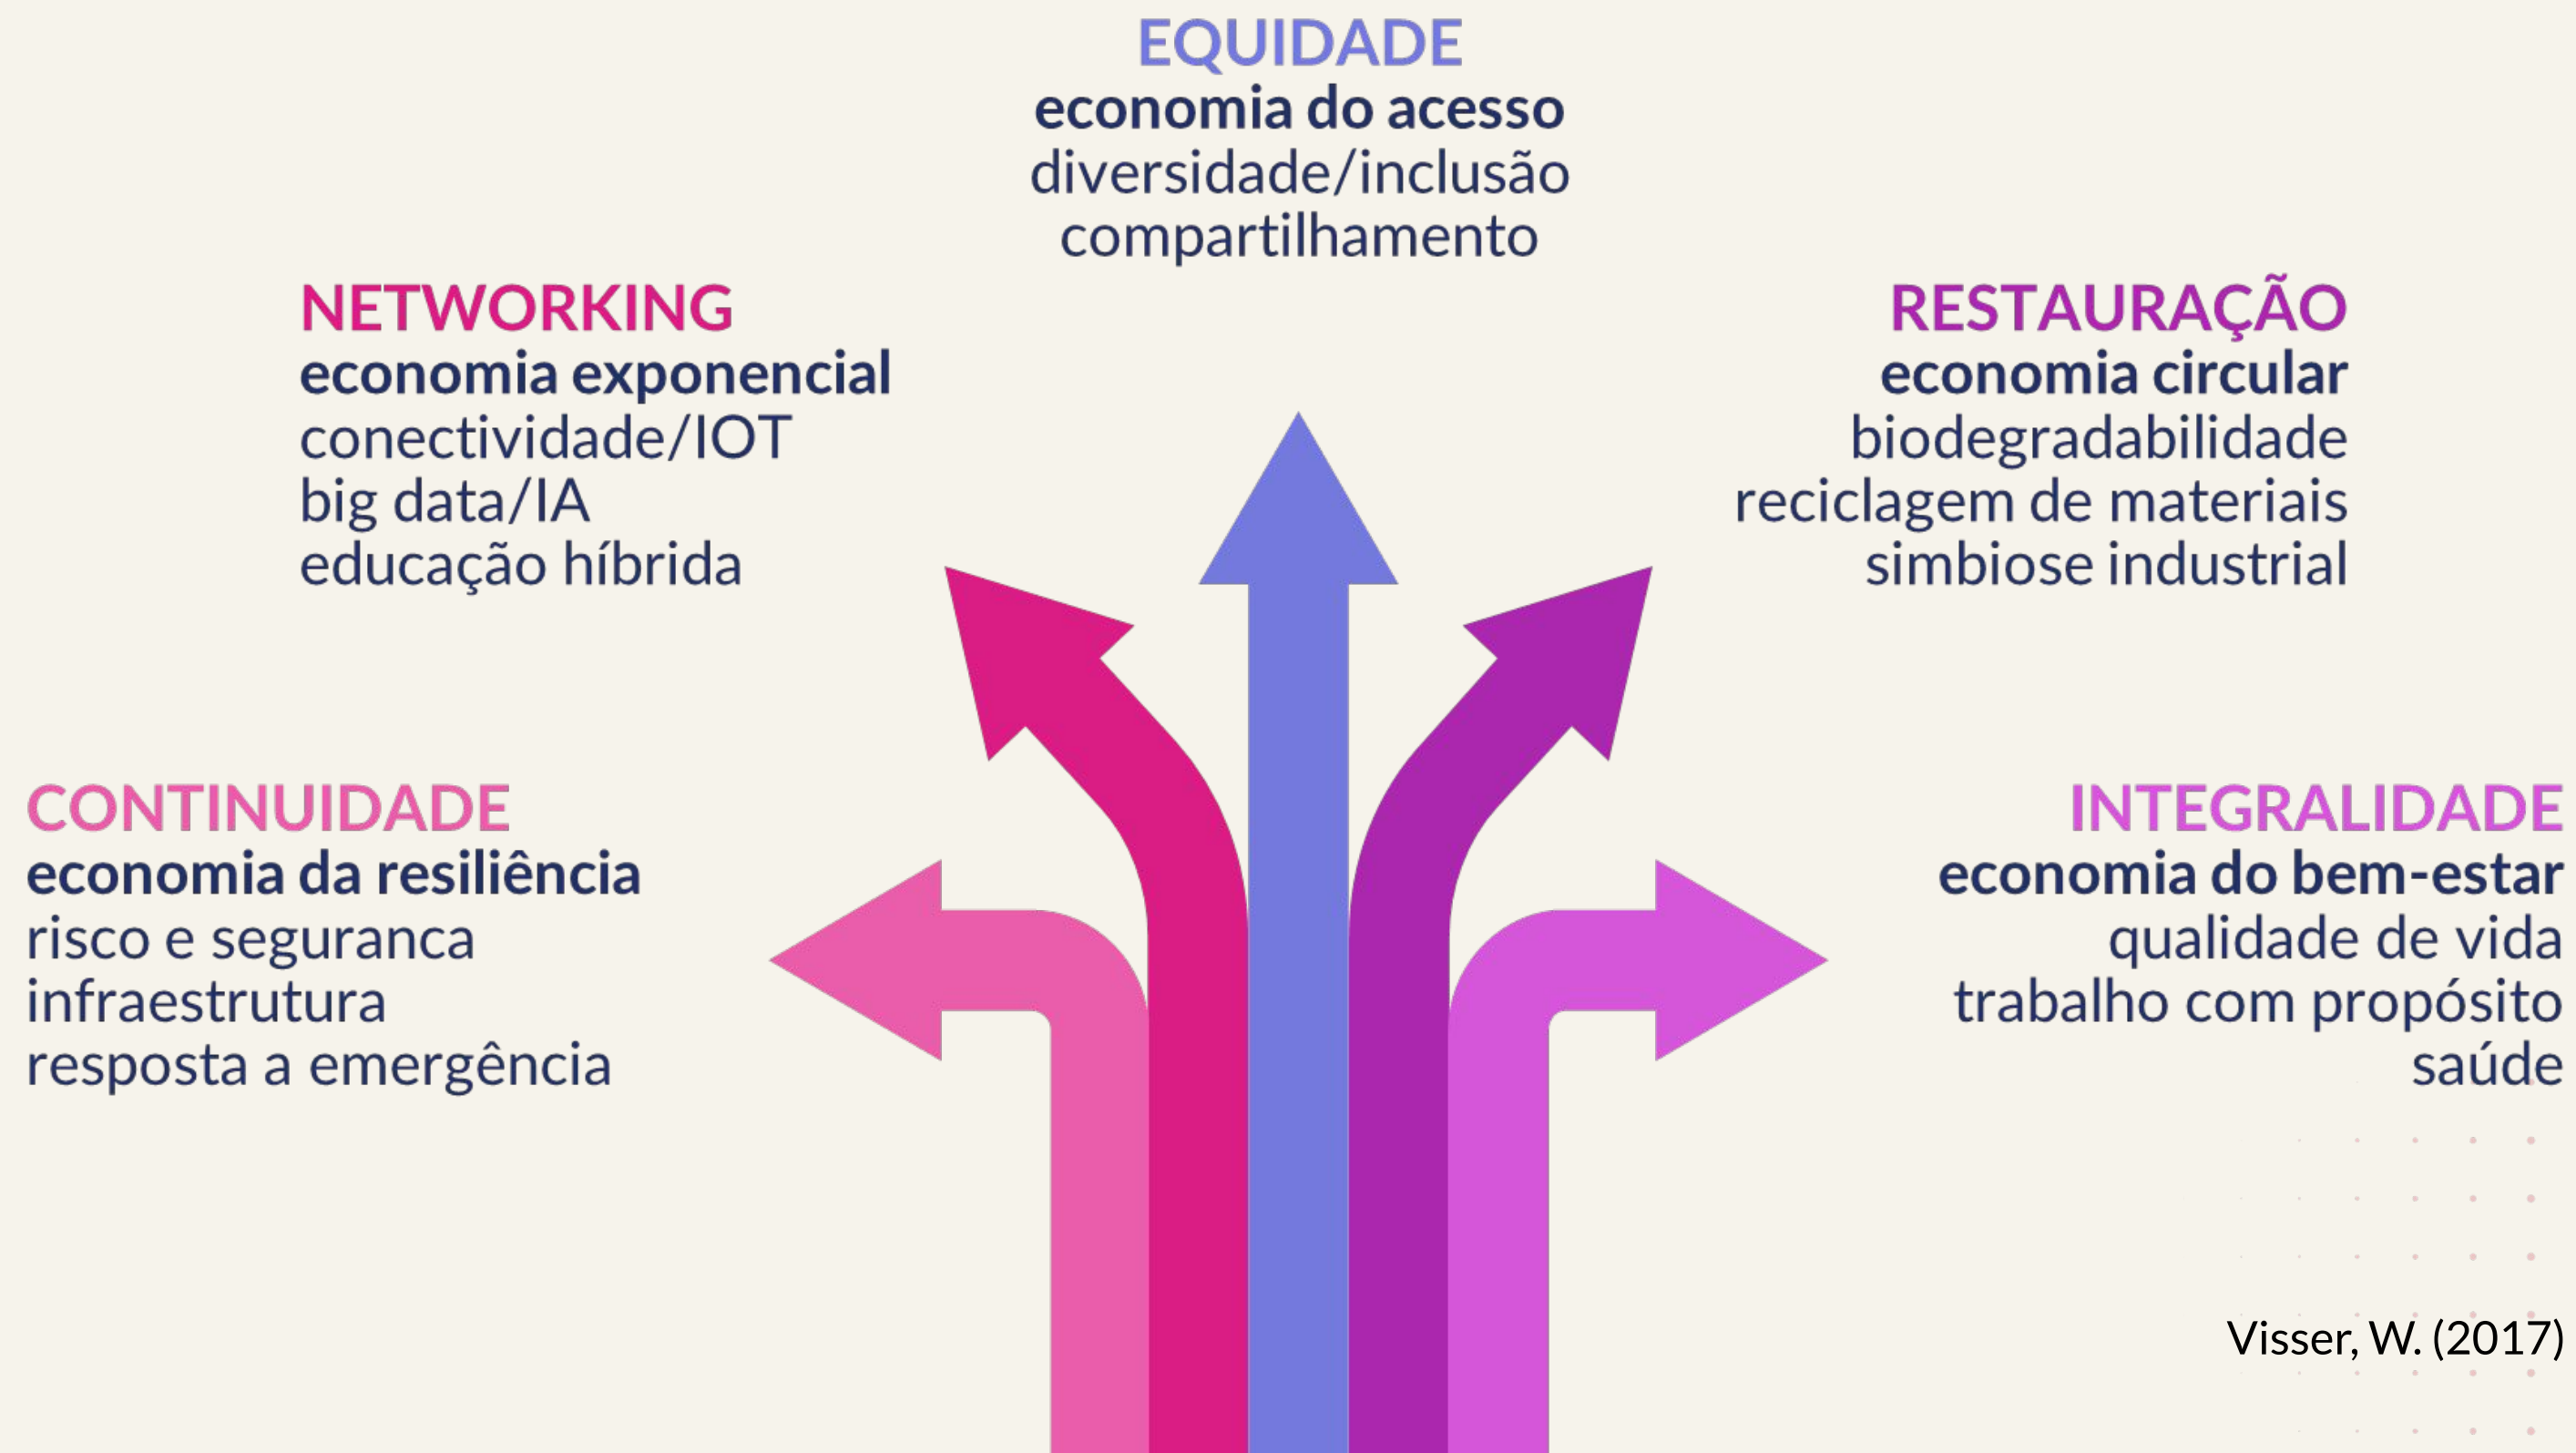 EQUIDADE
economia do acesso
diversidade/inclusão
compartilhamento
NETWORKING
economia exponencial
conectividade/IOT
big data/IA
educação híbrida
RESTAURAÇÃO
economia circular
biodegradabilidade
reciclagem de materiais
simbiose industrial
CONTINUIDADE
economia da resiliência
risco e seguranca
infraestrutura
resposta a emergência
INTEGRALIDADE
economia do bem-estar
qualidade de vida
trabalho com propósito
saúde
Visser, W. (2017)